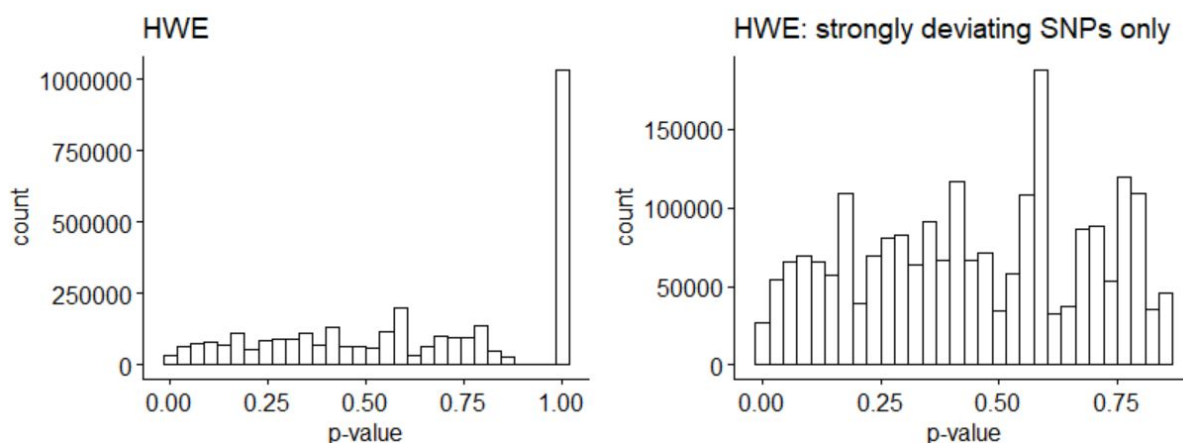 HWE
1000000
750000
500000
250000
0
count
0.00 0.25 0.50 0.75 1.00
p-value
HWE: strongly deviating SNPs only
150000
100000
50000
0
count
0.00 0.25 0.50 0.75
p-value